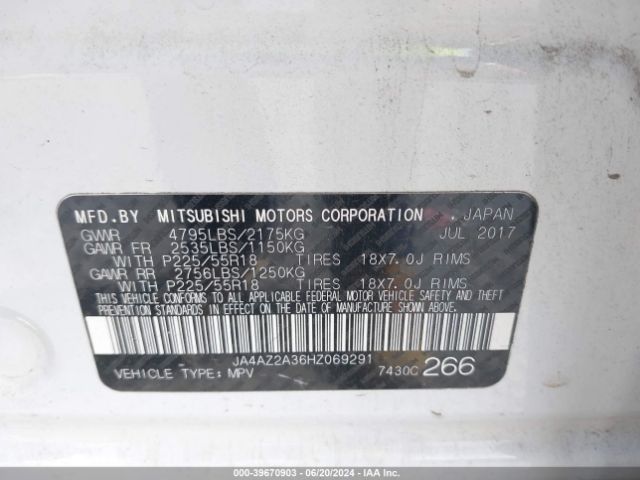 MFD.BY MITSUBISHI MOTORS CORPORATION . JAPAN
GWVR 4795LBS/2175KG JUL 2017
GAWR FR 2535LBS/1150KG
WITH P225/55R18 TIRES 18X7.0J RIMS
GAWR RR 2756LBS/1250KG
WITH P225/55R18 TIRES 18X7.0J RIMS
THIS VEHICLE CONFORMS TO ALL APPLICABLE FEDERAL MOTOR VEHICLE SAFETY AND THEFT
PREVENTION STANDARDS IN EFFECT ON THE DATE OF MANUFACTURE SHOWN ABOVE.
JA4AZ2A36HZ069291
VEHICLE TYPE: MPV 7430C 266
000-39670903 / 06/20/2024 / IAA Inc.